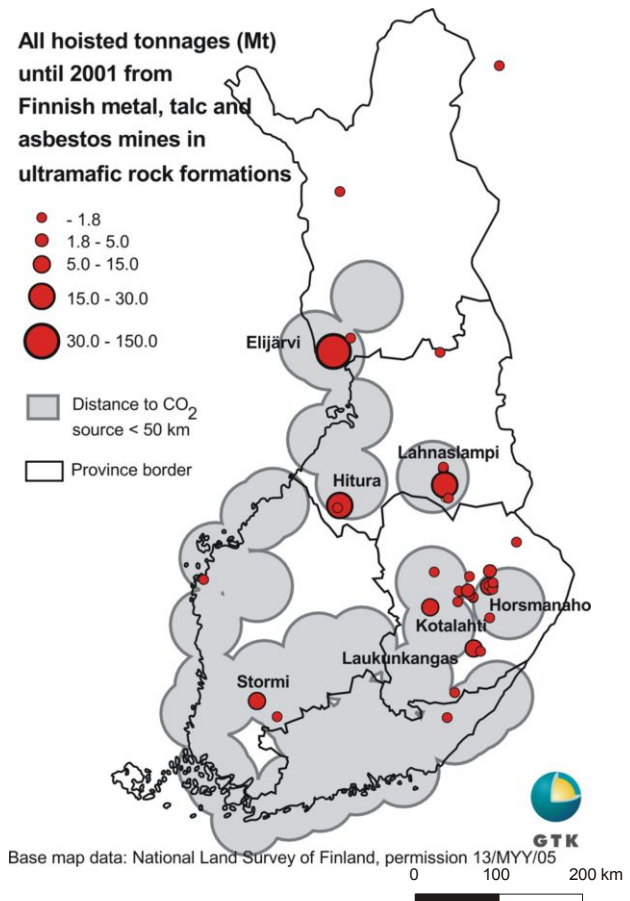 All hoisted tonnages (Mt)
until 2001 from
Finnish metal, talc and
asbestos mines in
ultramafic rock formations
- 1.8
1.8 - 5.0
5.0 - 15.0
15.0 - 30.0
30.0 - 150.0
Distance to CO2
source < 50 km
Province border
Elijärvi
Lahnaslampi
Hitura
Horsmanaho
Kotalahti
Laukunkangas
Stormi
GTK
Base map data: National Land Survey of Finland, permission 13/MYY/05
0 100 200 km